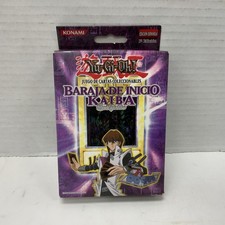 KONAMI
Yu-Gi-Oh!
JUEGO DE CARTAS COLECCIONABLES
BARAJA DE INICIO
KAIBA